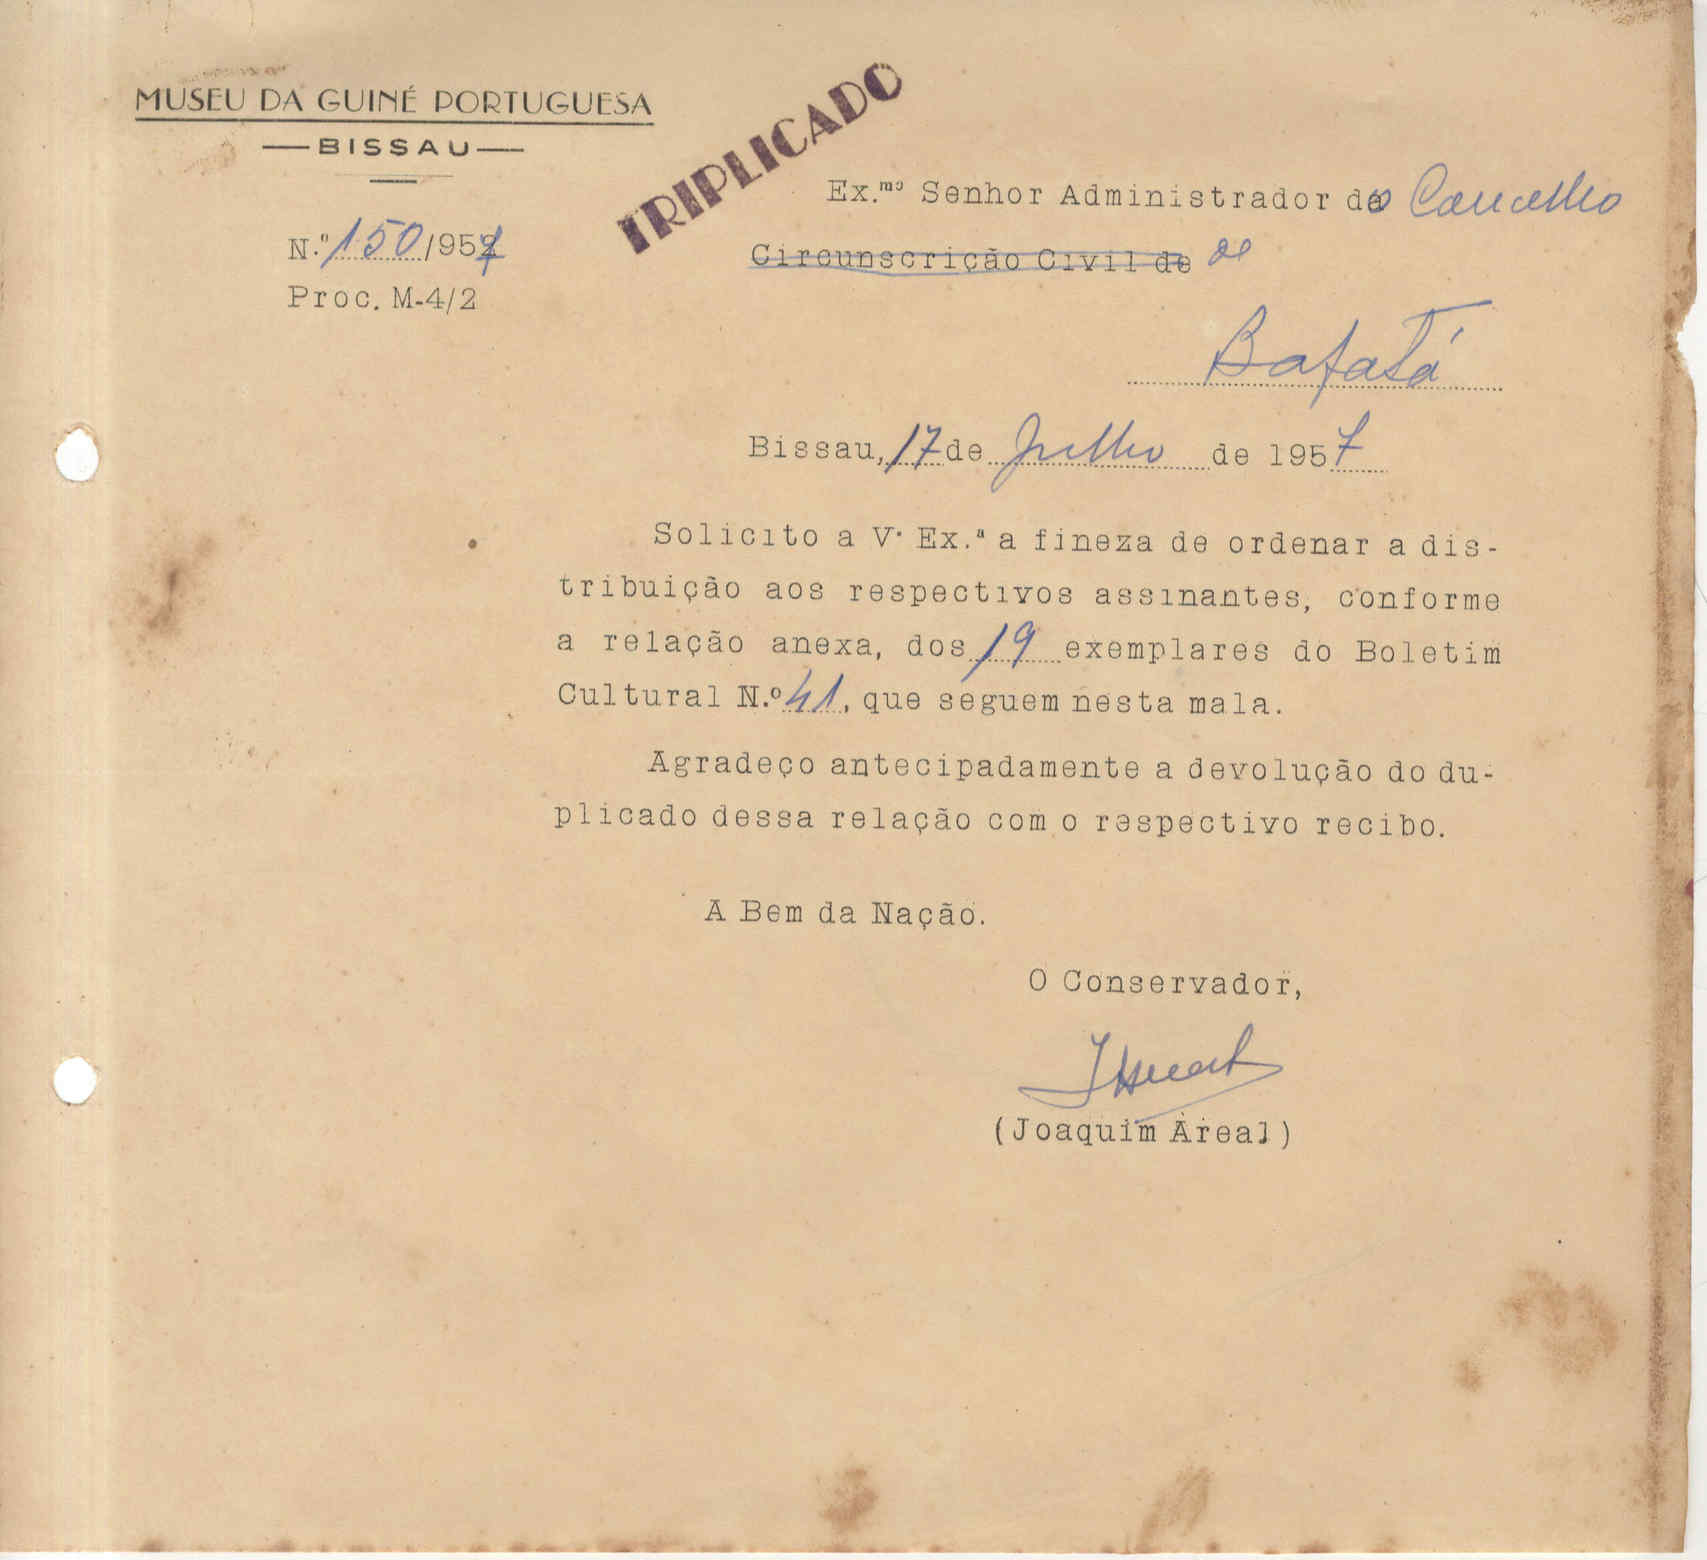 MUSEU DA GUINÉ PORTUGUESA
BISSAU
TRIPLICADO
N.º 150/957
Proc. M-4/2
Ex.mo Senhor Administrador do Concelho
Circunscrição Civil de de
Bafatá
Bissau, 17 de Julho de 1957
Solicito a V. Ex.ª a fineza de ordenar a dis-
tribuição aos respectivos assinantes, conforme
a relação anexa, dos 19 exemplares do Boletim
Cultural N.º 41, que seguem nesta mala.
Agradeço antecipadamente a devolução do du-
plicado dessa relação com o respectivo recibo.
A Bem da Nação.
O Conservador,
(Joaquim Areal)